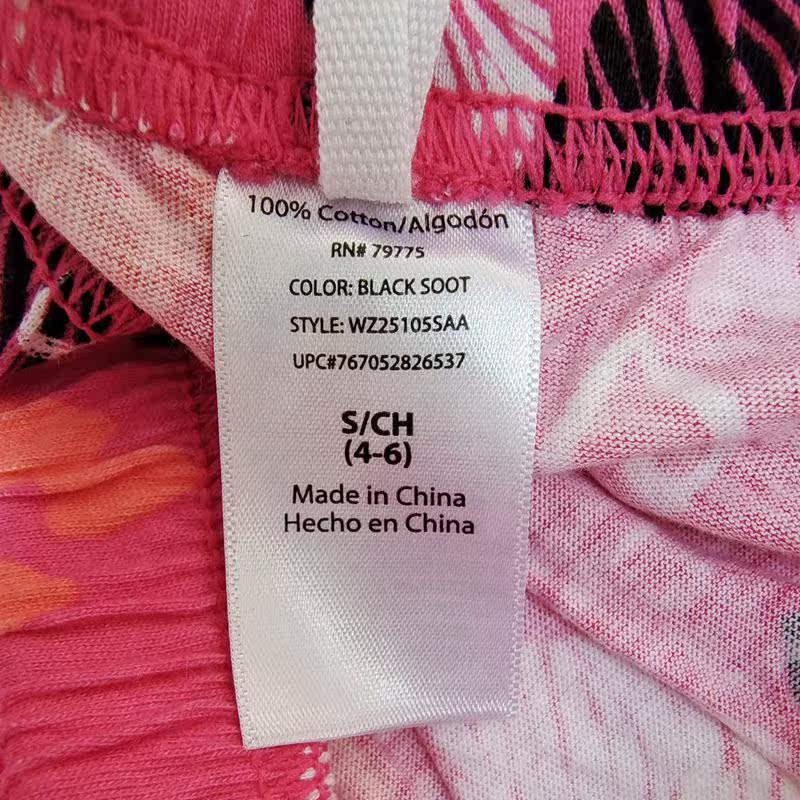 100% Cotton/Algodón
RN# 79775
COLOR: BLACK SOOT
STYLE: WZ25105SAA
UPC#767052826537
S/CH
(4-6)
Made in China
Hecho en China